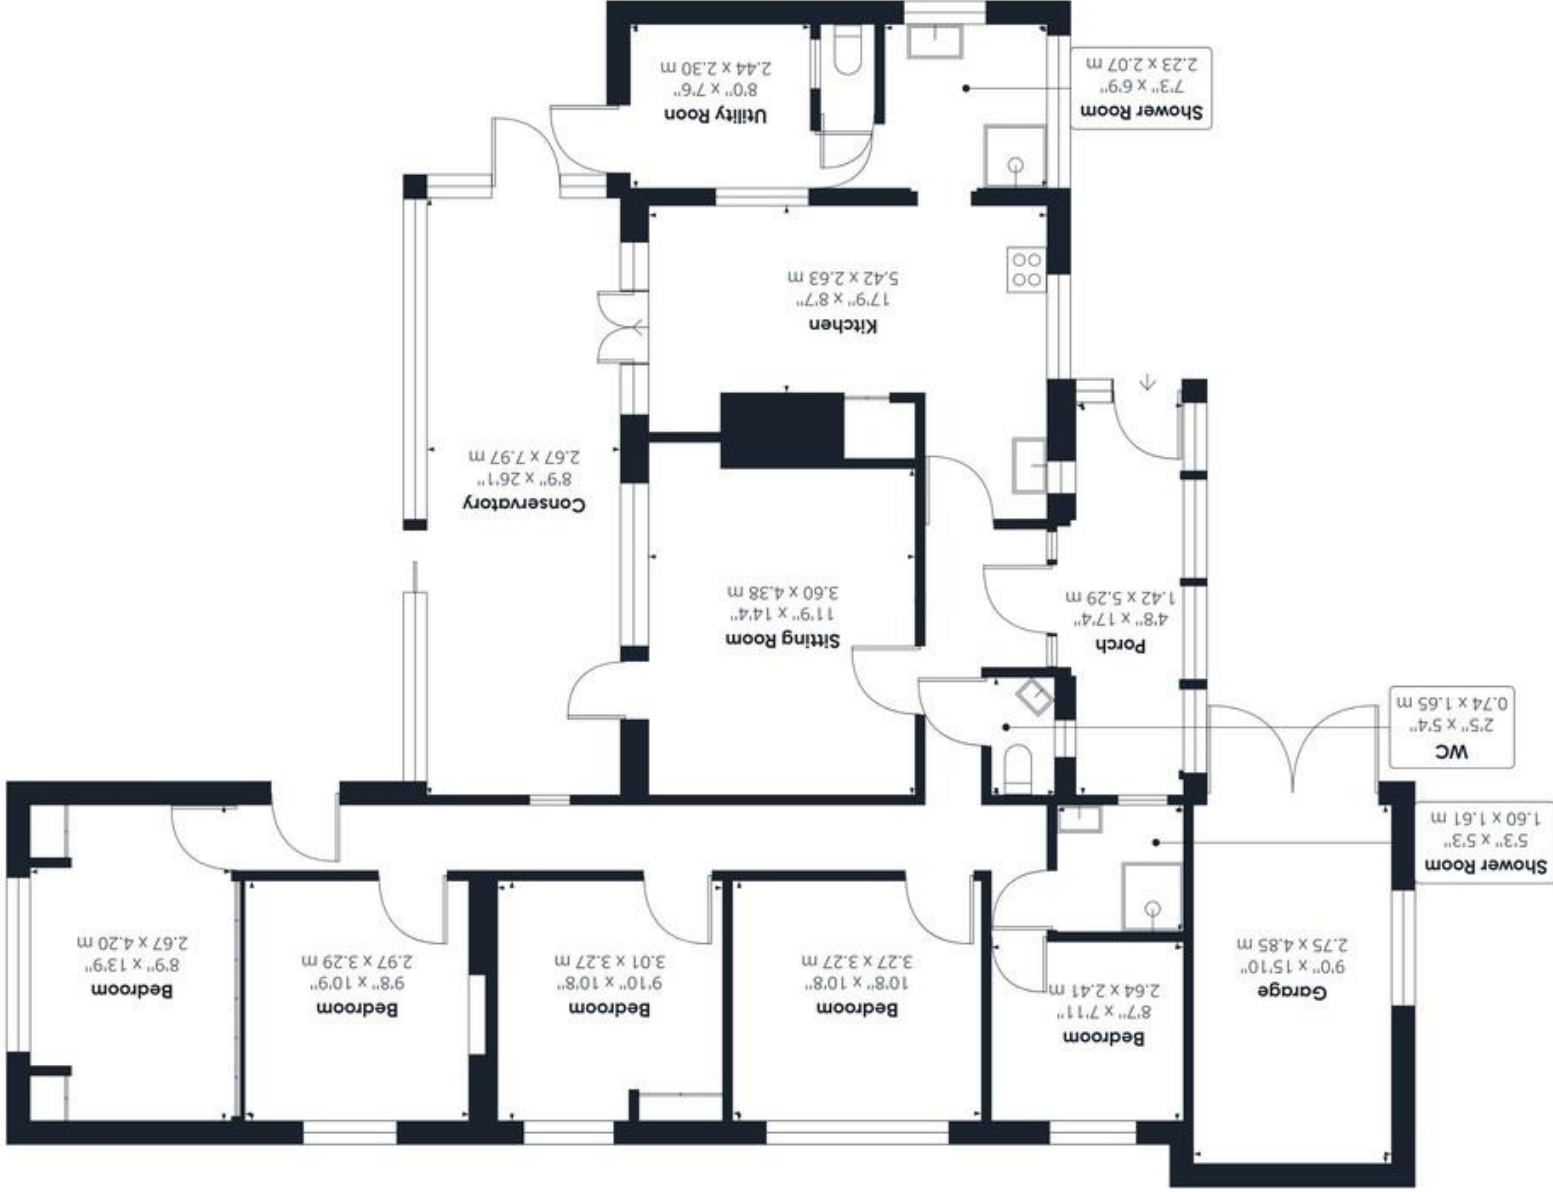 Garage
9'0" x 15'10"
2.75 x 4.85 m
Bedroom
8'7" x 7'11"
2.64 x 2.41 m
Bedroom
10'8" x 10'8"
3.27 x 3.27 m
Bedroom
9'10" x 10'8"
3.01 x 3.27 m
Bedroom
9'8" x 10'9"
2.97 x 3.29 m
Bedroom
8'9" x 13'9"
2.67 x 4.20 m
Shower Room
5'3" x 5'3"
1.60 x 1.61 m
WC
2'5" x 5'4"
0.74 x 1.65 m
Porch
4'8" x 17'4"
1.42 x 5.29 m
Sitting Room
11'9" x 14'4"
3.60 x 4.38 m
Conservatory
8'9" x 26'1"
2.67 x 7.97 m
Kitchen
17'9" x 8'7"
5.42 x 2.63 m
Shower Room
7'3" x 6'9"
2.23 x 2.07 m
Utility Roon
8'0" x 7'6"
2.44 x 2.30 m